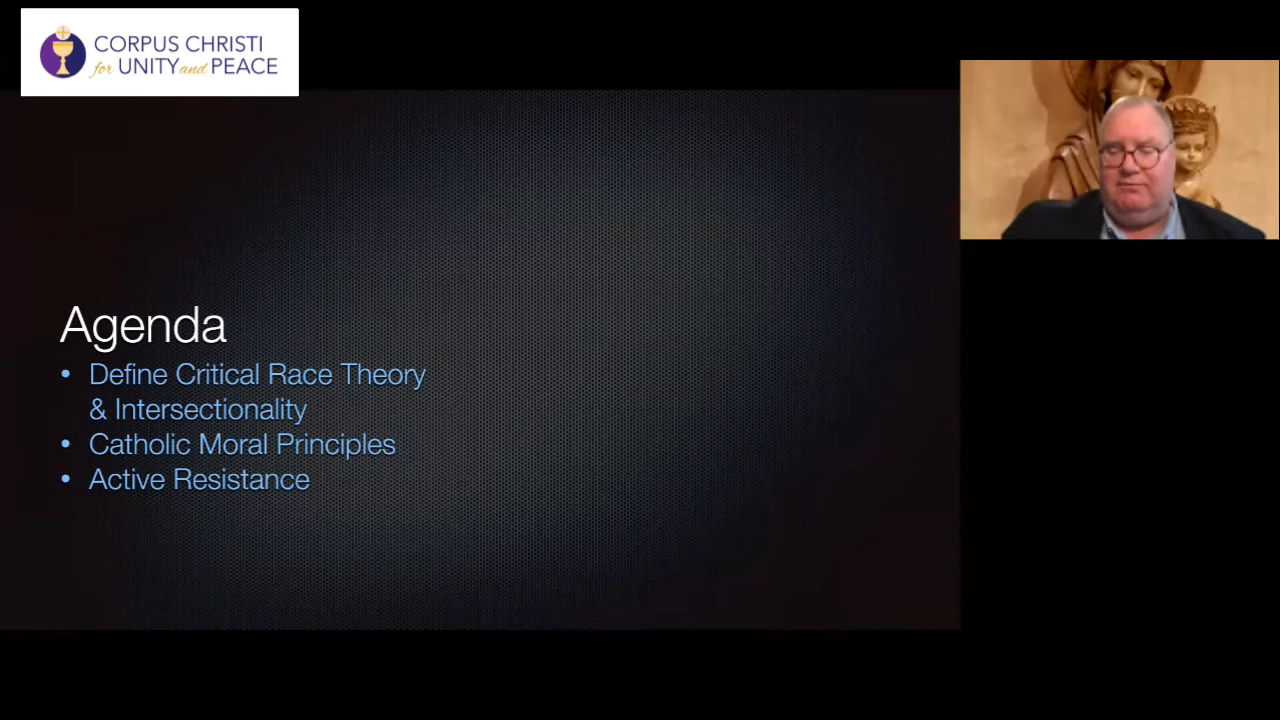 CORPUS CHRISTI
for UNITY and PEACE
Agenda
• Define Critical Race Theory
& Intersectionality
• Catholic Moral Principles
• Active Resistance